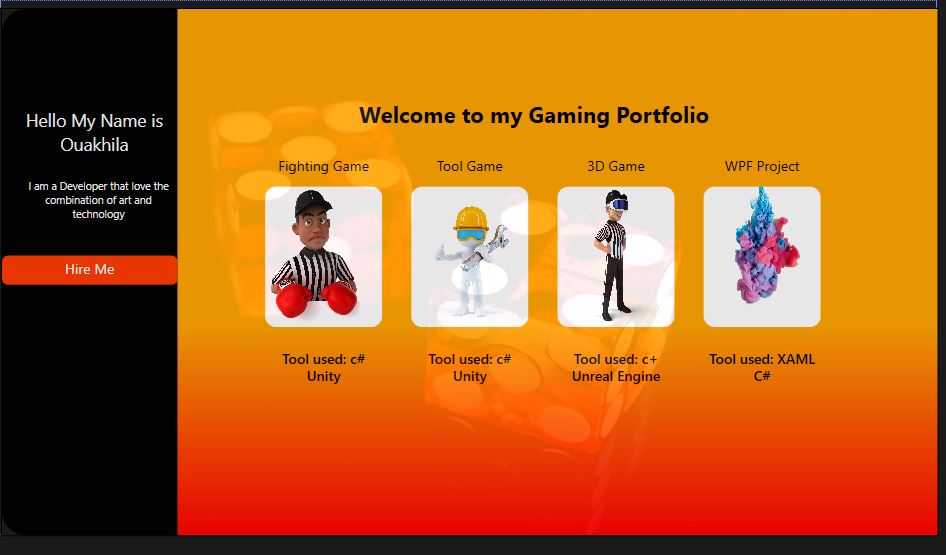 Hello My Name is
Ouakhila
I am a Developer that love the
combination of art and
technology
Hire Me
Welcome to my Gaming Portfolio
Fighting Game
Tool Game
3D Game
WPF Project
Tool used: c#
Unity
Tool used: c#
Unity
Tool used: c+
Unreal Engine
Tool used: XAML
C#